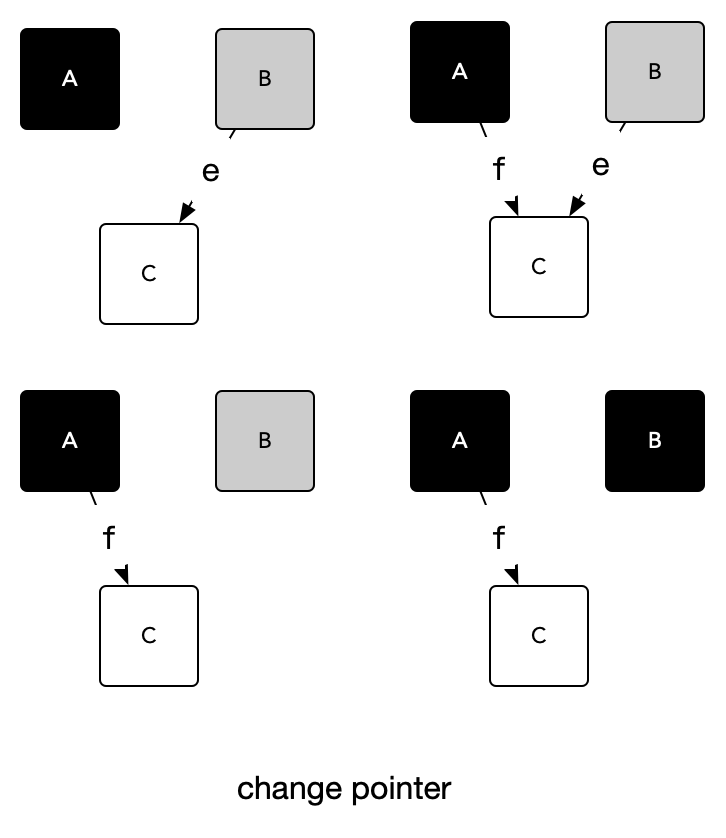 A B A B
e f e
C C
A B A B
f f
C C
change pointer